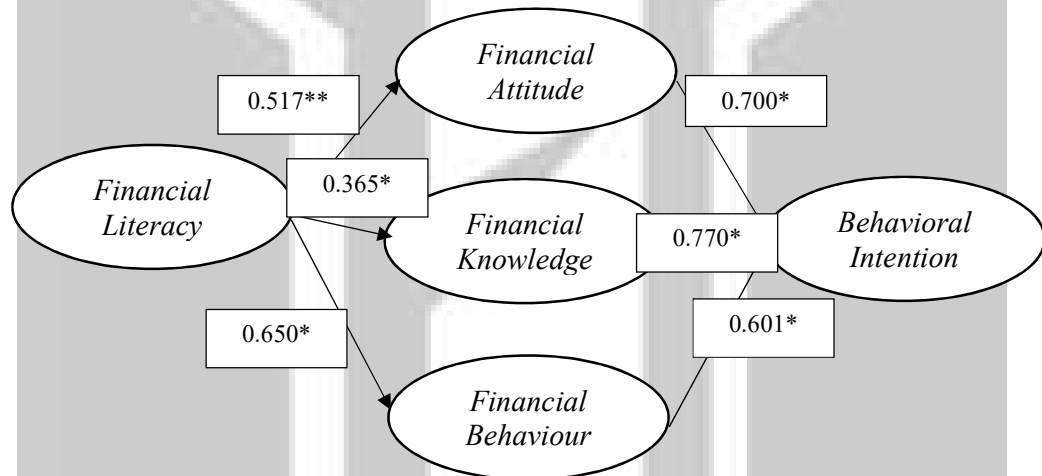 Financial
Attitude
0.517**
0.700*
0.365*
Financial
Literacy
Financial
Knowledge
0.770*
Behavioral
Intention
0.650*
0.601*
Financial
Behaviour